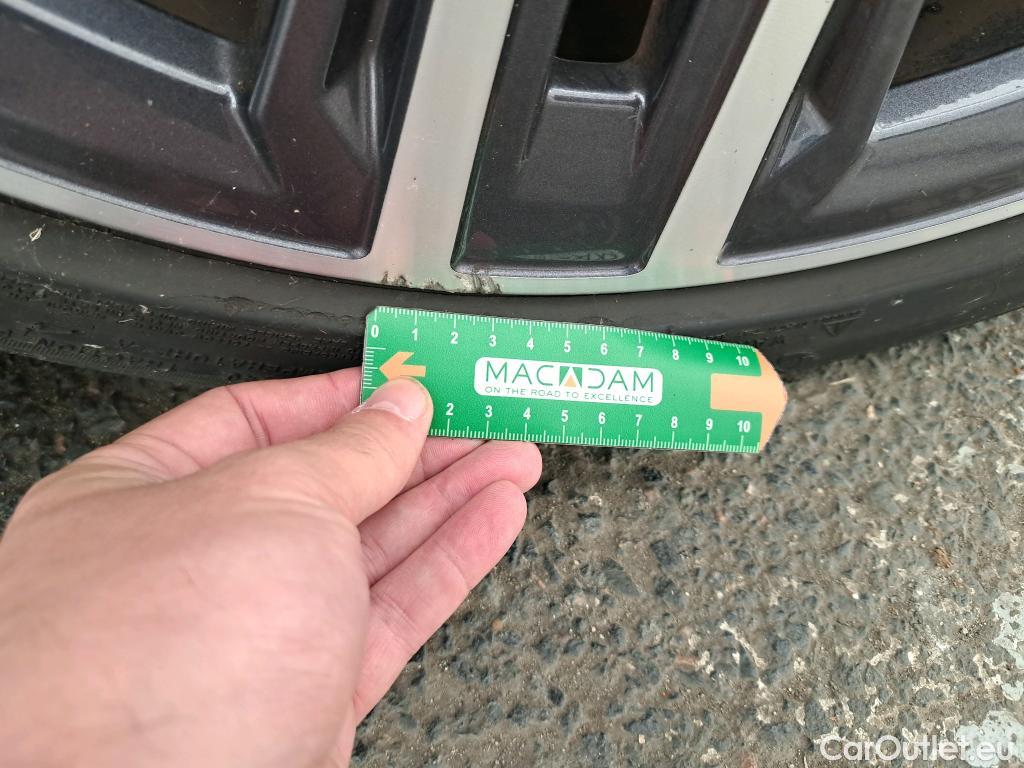 0 1 2 3 4 5 6 7 8 9 10
MACADAM
ON THE ROAD TO EXCELLENCE
2 3 4 5 6 7 8 9 10
CarOutlet.eu